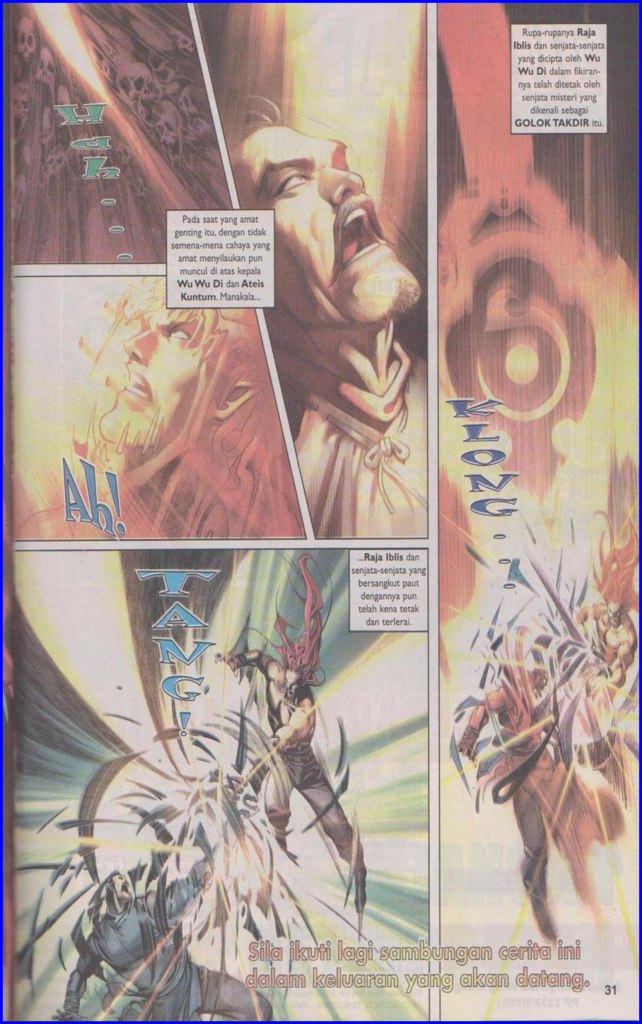 Hah...
Pada saat yang amat
genting itu, dengan tidak
semena-mena cahaya yang
amat menyilaukan pun
muncul di atas kepala
Wu Wu Di dan Ateis
Kuntum. Manakala...
Ah!
TANG!
...Raja Iblis dan
senjata-senjata yang
bersangkut paut
dengannya pun
telah kena tetak
dan terlerai.
Rupa-rupanya Raja
Iblis dan senjata-senjata
yang dicipta oleh Wu
Wu Di dalam fikiran-
nya telah ditetak oleh
senjata misteri yang
dikenali sebagai
GOLOK TAKDIR itu.
KLONG..!
Sila ikuti lagi sambungan cerita ini
dalam keluaran yang akan datang.
31